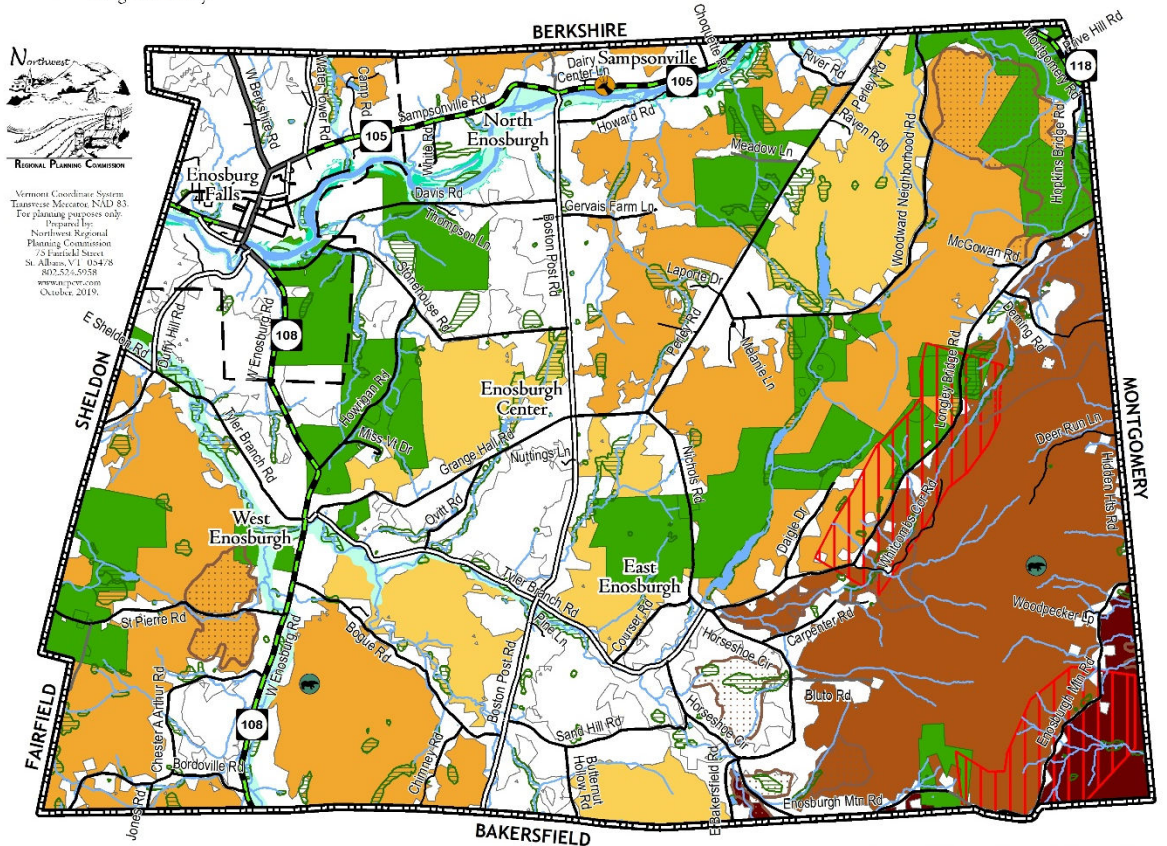 BERKSHIRE
Northwest
REGIONAL PLANNING COMMISSION
Vermont Coordinate System
Transverse Mercator, NAD 83.
For planning purposes only.
Prepared by:
Northwest Regional
Planning Commission
75 Fairfield Street
St. Albans, VT 05478
802.524.5958
www.nrpcvt.com
October, 2019.
W Berkshire Rd
Water Tower Rd
Camp Rd
Sampsonville Rd
105
White Rd
Dairy
Center Ln
Sampsonville
105
Choquette Rd
River Rd
Perley Rd
Raven Rdg
Montgomery Rd
118
North
Enosburgh
Howard Rd
Meadow Ln
Woodward Neighborhood Rd
Hopkins Bridge Rd
Enosburg
Falls
Davis Rd
Thompson Ln
Gervais Farm Ln
Boston Post Rd
McGowan Rd
Stonehouse Rd
Laporte Dr
Deming Rd
E Sheldon Rd
Duffy Hill Rd
108
W Enosburg Rd
Perley Rd
Melanie Ln
Longley Bridge Rd
SHELDON
Howrigan Rd
Enosburgh
Center
MONTGOMERY
Tyler Branch Rd
Miss Vt Dr
Grange Hall Rd
Nuttings Ln
Nichols Rd
Deer Run Ln
Hidden Hts Rd
Ovitt Rd
Daigle Dr
Whitcombs Cor Rd
West
Enosburgh
East
Enosburgh
Tyler Branch Rd
Pine Ln
Courser Rd
Woodpecker Ln
St Pierre Rd
Bogue Rd
Horseshoe Cir
Carpenter Rd
W Enosburg Rd
Chester A Arthur Rd
Boston Post Rd
Bluto Rd
Enosburgh Mtn Rd
108
Sand Hill Rd
Horseshoe Cir
FAIRFIELD
Bordoville Rd
Chimney Rd
Butternut
Hollow Rd
E Bakersfield Rd
Enosburgh Mtn Rd
Jones Rd
BAKERSFIELD